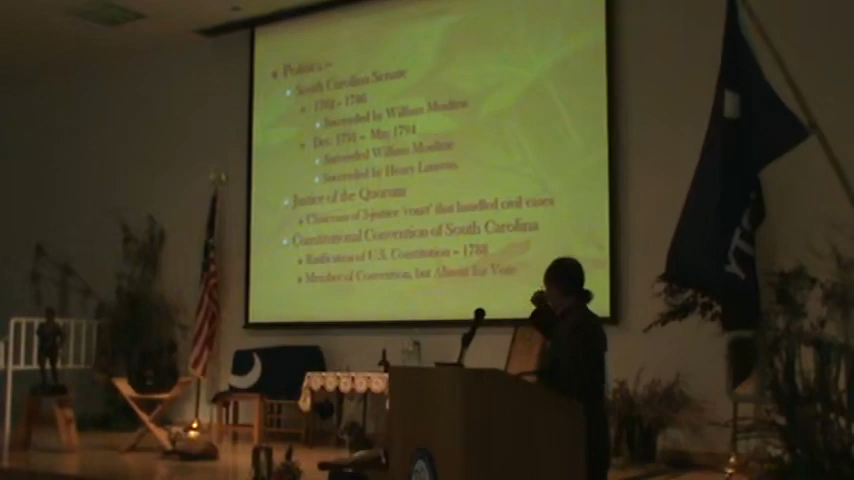 Politics –
South Carolina Senate
- 1786
Succeeded by William Moultrie
Dec. 1791 – May 1794
Succeeded William Moultrie
Succeeded by Henry Laurens
Justice of the Quorum
Chairman of 3-justice 'court' that handled civil cases
Constitutional Convention of South Carolina
Ratification of U.S. Constitution – 1788
Member of Convention, but Absent for Vote